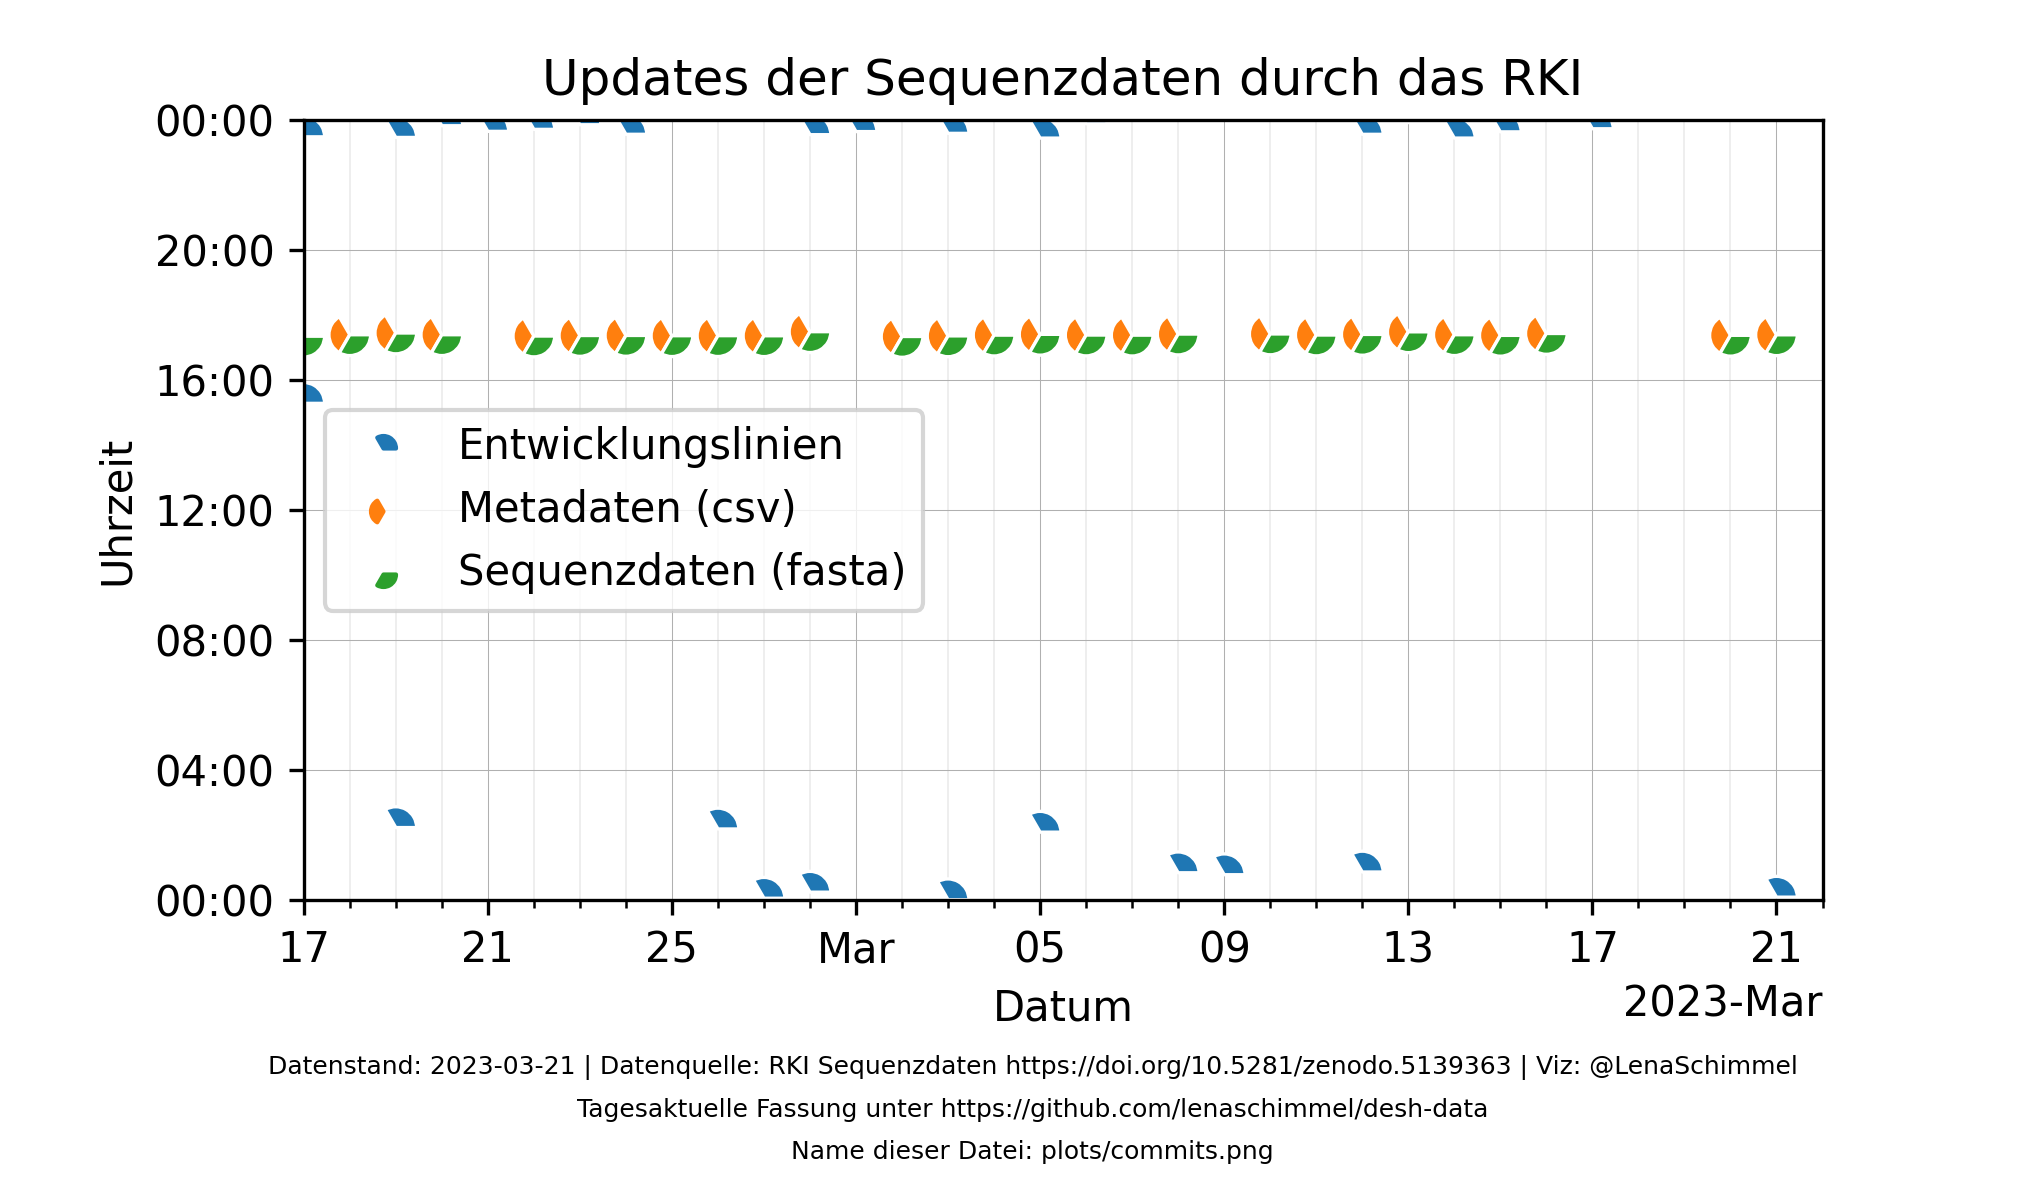 Updates der Sequenzdaten durch das RKI
00:00
20:00
16:00
12:00
08:00
04:00
00:00
Uhrzeit
Entwicklungslinien
Metadaten (csv)
Sequenzdaten (fasta)
17 21 25 Mar 05 09 13 17 21
2023-Mar
Datum
Datenstand: 2023-03-21 | Datenquelle: RKI Sequenzdaten https://doi.org/10.5281/zenodo.5139363 | Viz: @LenaSchimmel
Tagesaktuelle Fassung unter https://github.com/lenaschimmel/desh-data
Name dieser Datei: plots/commits.png